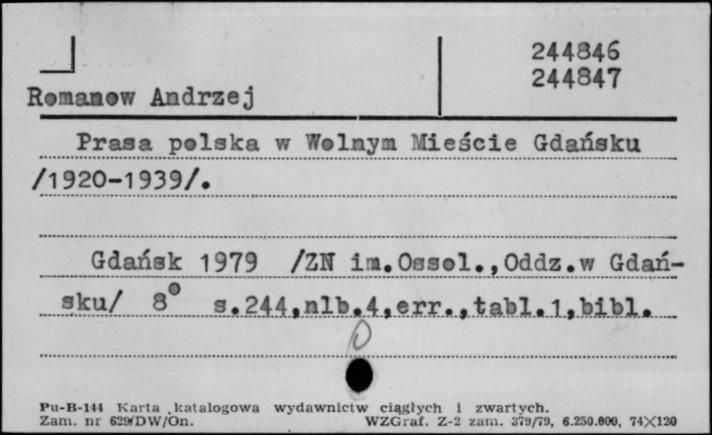 244846
244847
Romanow Andrzej
Prasa polska w Wolnym Mieście Gdańsku
/1920-1939/.
Gdańsk 1979 /ZN im.Ossol.,Oddz.w Gdań-
sku/ 8° s.244,nlb.4,err.,tabl.1,bibl.
Pu-B-144 Karta katalogowa wydawnictw ciągłych i zwartych.
Zam. nr 629/DW/On. WZGraf. Z-2 zam. 379/79, 6.250.000, 74×120